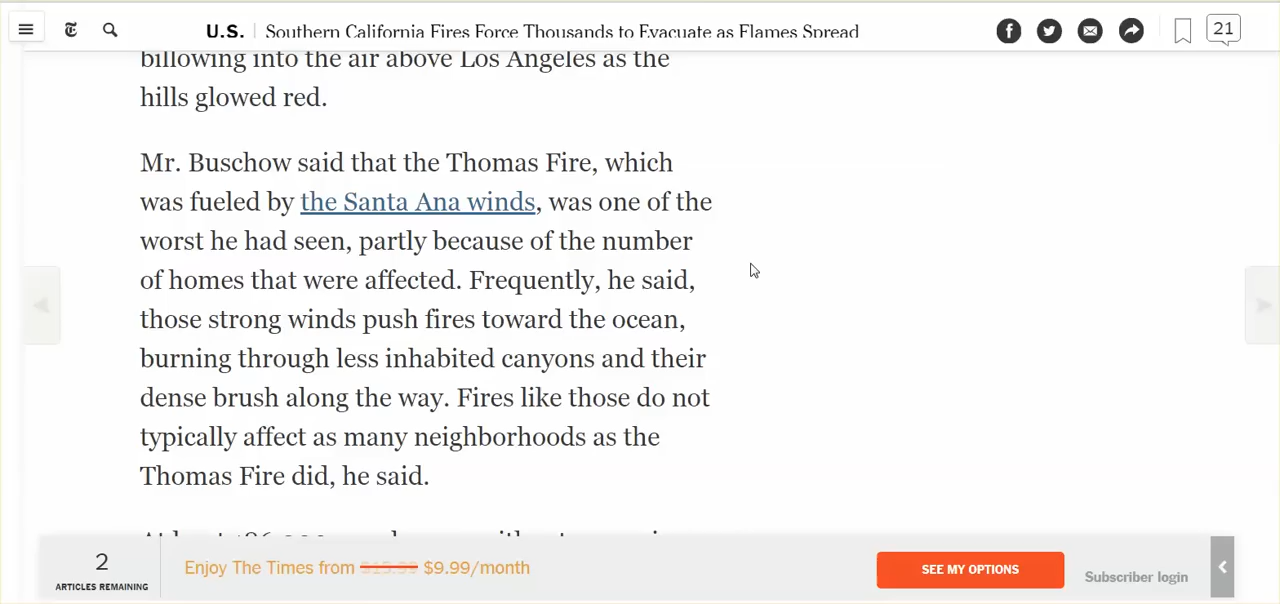 U.S. Southern California Fires Force Thousands to Evacuate as Flames Spread
21
billowing into the air above Los Angeles as the
hills glowed red.
Mr. Buschow said that the Thomas Fire, which
was fueled by the Santa Ana winds, was one of the
worst he had seen, partly because of the number
of homes that were affected. Frequently, he said,
those strong winds push fires toward the ocean,
burning through less inhabited canyons and their
dense brush along the way. Fires like those do not
typically affect as many neighborhoods as the
Thomas Fire did, he said.
2
ARTICLES REMAINING
Enjoy The Times from $9.99/month
SEE MY OPTIONS
Subscriber login